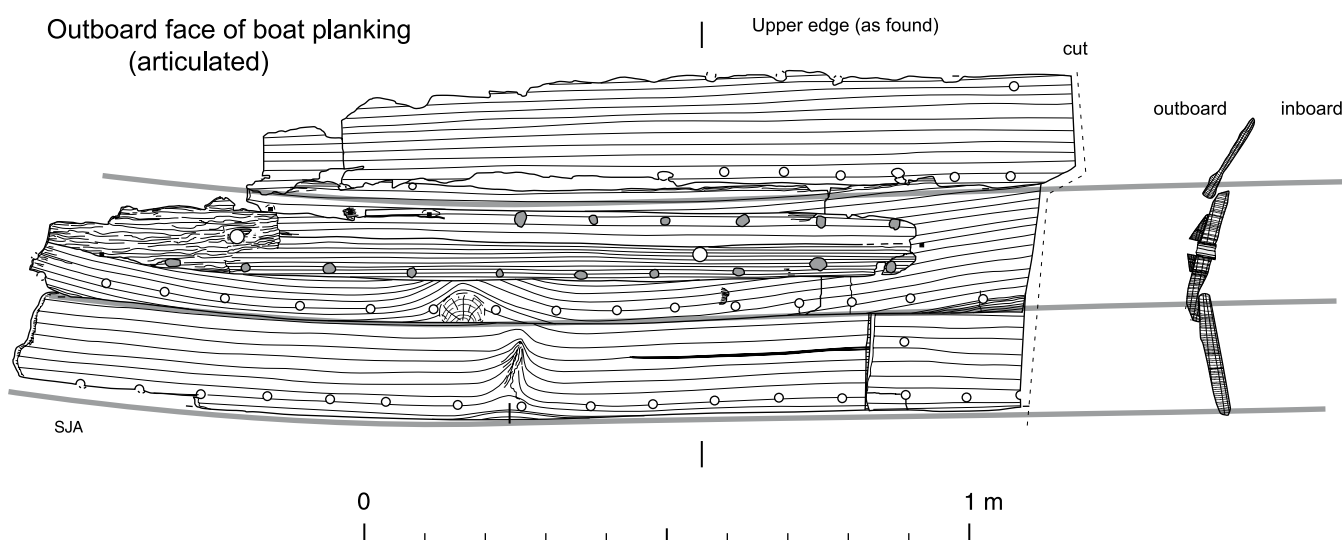 Outboard face of boat planking
(articulated)
Upper edge (as found)
cut
outboard
inboard
SJA
0
1 m